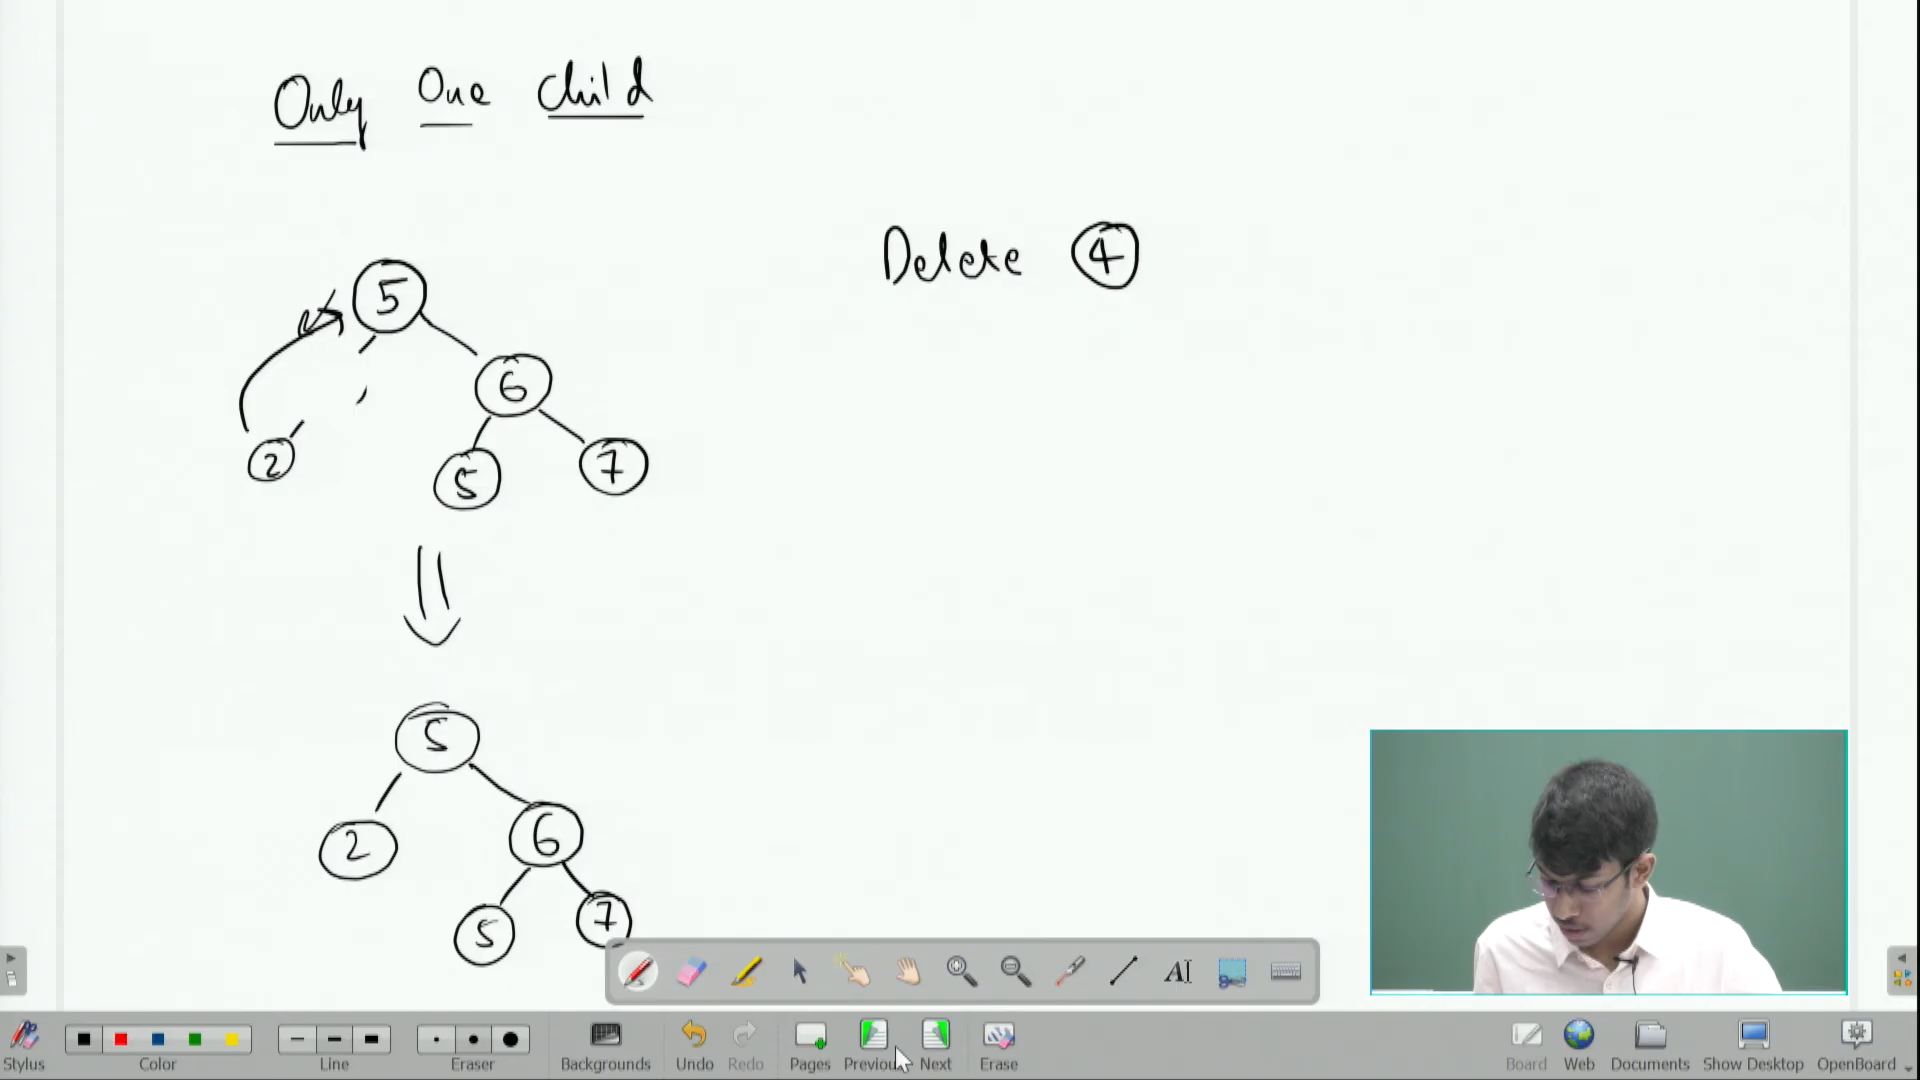 Only One Child
Delete 4
5
6
2
5
7
5
2
6
5
7
Stylus
Color
Line
Eraser
Backgrounds
Undo
Redo
Pages
Previou
Next
Erase
Board
Web
Documents
Show Desktop
OpenBoard